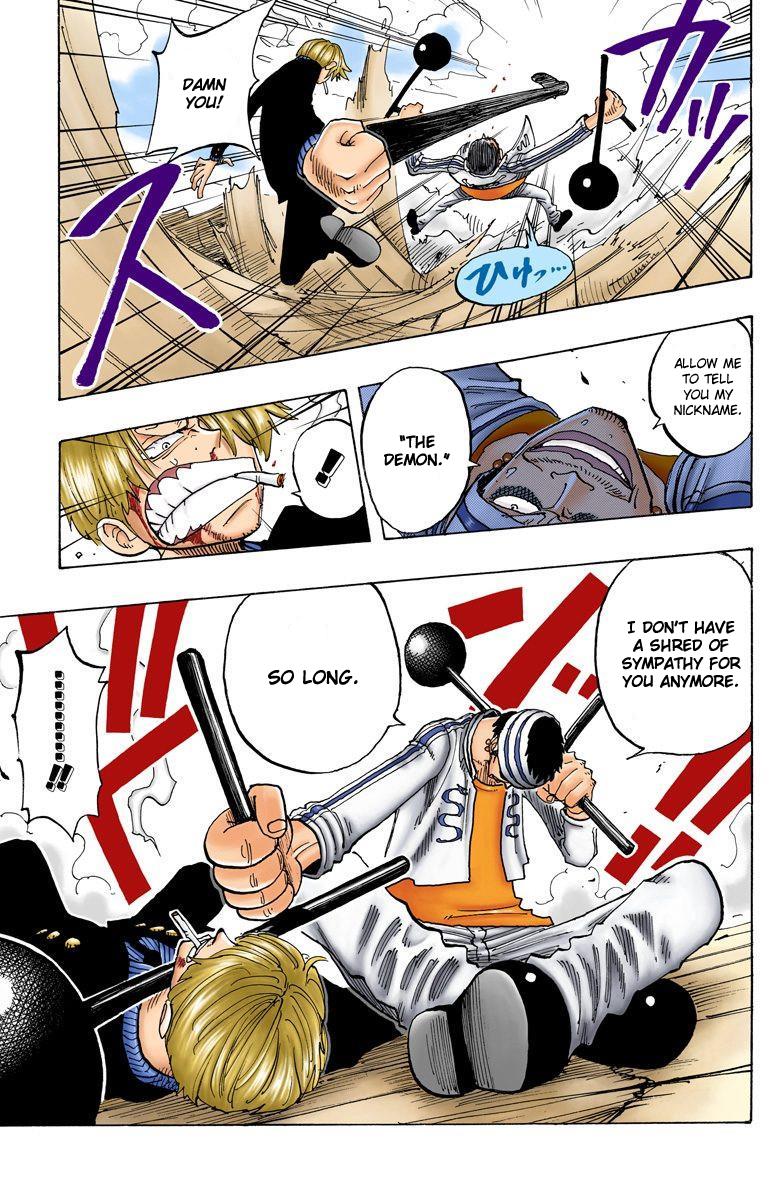 DAMN
YOU!
ガッ
ス
ひゅっ...
ALLOW ME
TO TELL
YOU MY
NICKNAME.
"THE
DEMON."
!
I DON'T HAVE
A SHRED OF
SYMPATHY FOR
YOU ANYMORE.
SO LONG.
..........!!